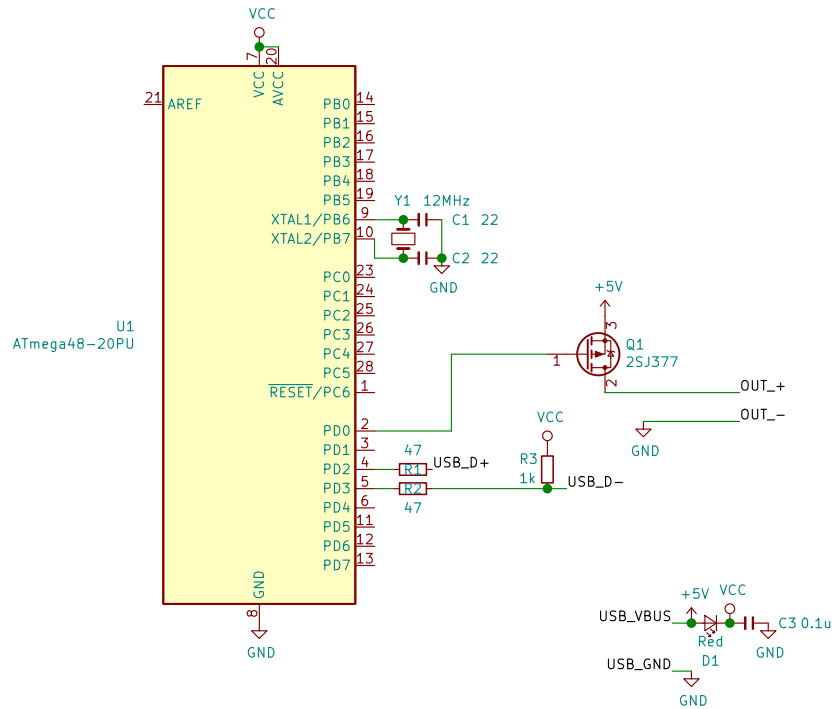 VCC
7
20
VCC
AVCC
21
AREF
PB0 14
PB1 15
PB2 16
PB3 17
PB4 18
PB5 19
XTAL1/PB6 9
XTAL2/PB7 10
Y1 12MHz
C1 22
C2 22
GND
PC0 23
PC1 24
PC2 25
PC3 26
PC4 27
PC5 28
RESET/PC6 1
U1
ATmega48-20PU
+5V
3
Q1
2SJ377
1
2
OUT_+
OUT_-
GND
PD0 2
PD1 3
PD2 4
PD3 5
PD4 6
PD5 11
PD6 12
PD7 13
47
R1
USB_D+
R2
47
VCC
R3
1k
USB_D-
GND
8
GND
+5V
VCC
USB_VBUS
Red
D1
C3 0.1u
GND
USB_GND
GND